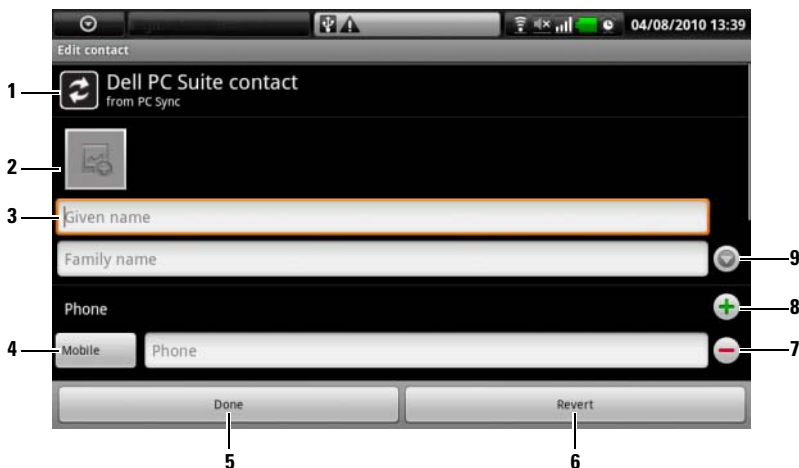 04/08/2010 13:39
Edit contact
1
Dell PC Suite contact
from PC Sync
2
3
Given name
Family name
9
Phone
8
4
Mobile
Phone
7
Done
Revert
5
6